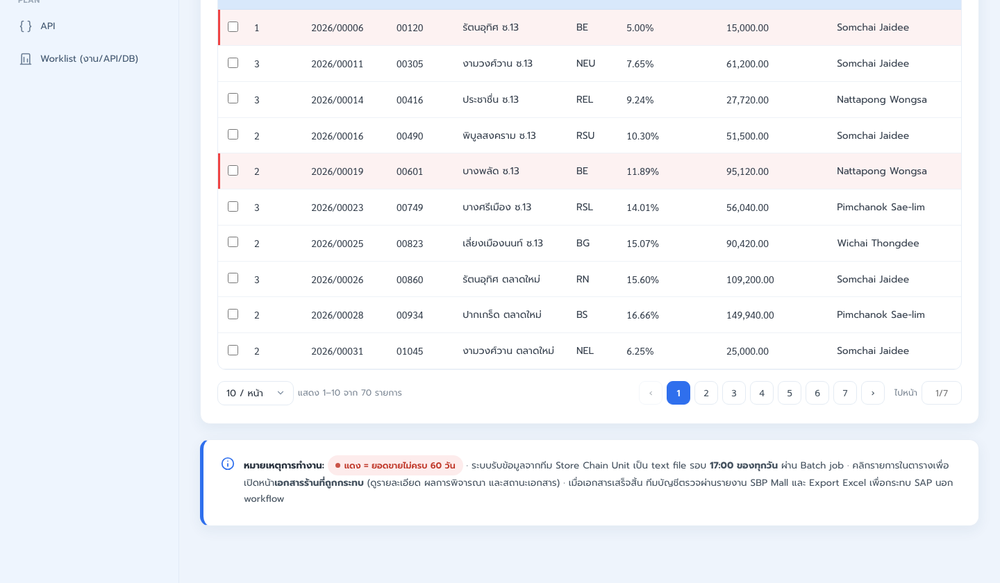 PLAN
API
Worklist (งาน/API/DB)
1 2026/00006 00120 รัตนอุทิศ ซ.13 BE 5.00% 15,000.00 Somchai Jaidee
3 2026/00011 00305 งามวงศ์วาน ซ.13 NEU 7.65% 61,200.00 Somchai Jaidee
3 2026/00014 00416 ประชาชื่น ซ.13 REL 9.24% 27,720.00 Nattapong Wongsa
2 2026/00016 00490 พิบูลสงคราม ซ.13 RSU 10.30% 51,500.00 Somchai Jaidee
2 2026/00019 00601 บางพลัด ซ.13 BE 11.89% 95,120.00 Nattapong Wongsa
3 2026/00023 00749 บางศรีเมือง ซ.13 RSL 14.01% 56,040.00 Pimchanok Sae-lim
2 2026/00025 00823 เลี่ยงเมืองนนท์ ซ.13 BG 15.07% 90,420.00 Wichai Thongdee
3 2026/00026 00860 รัตนอุทิศ ตลาดใหม่ RN 15.60% 109,200.00 Somchai Jaidee
2 2026/00028 00934 ปากเกร็ด ตลาดใหม่ BS 16.66% 149,940.00 Pimchanok Sae-lim
2 2026/00031 01045 งามวงศ์วาน ตลาดใหม่ NEL 6.25% 25,000.00 Somchai Jaidee
10 / หน้า แสดง 1–10 จาก 70 รายการ ‹ 1 2 3 4 5 6 7 › ไปหน้า 1/7
หมายเหตุการทำงาน: แดง = ยอดขายไม่ครบ 60 วัน · ระบบรับข้อมูลจากทีม Store Chain Unit เป็น text file รอบ 17:00 ของทุกวัน ผ่าน Batch job · คลิกรายการในตารางเพื่อ
เปิดหน้าเอกสารร้านที่ถูกกระทบ (ดูรายละเอียด ผลการพิจารณา และสถานะเอกสาร) · เมื่อเอกสารเสร็จสิ้น ทีมบัญชีตรวจผ่านรายงาน SBP Mall และ Export Excel เพื่อกระทบ SAP นอก
workflow